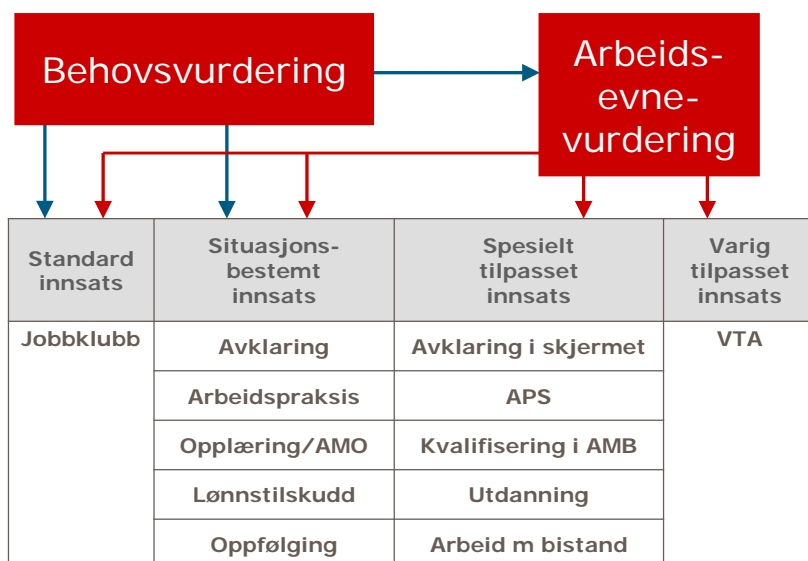 Behovsvurdering
Arbeids-
evne-
vurdering
Standard
innsats
Situasjons-
bestemt
innsats
Spesielt
tilpasset
innsats
Varig
tilpasset
innsats
Jobbklubb
Avklaring
Avklaring i skjermet
VTA
Arbeidspraksis
APS
Opplæring/AMO
Kvalifisering i AMB
Lønnstilskudd
Utdanning
Oppfølging
Arbeid m bistand